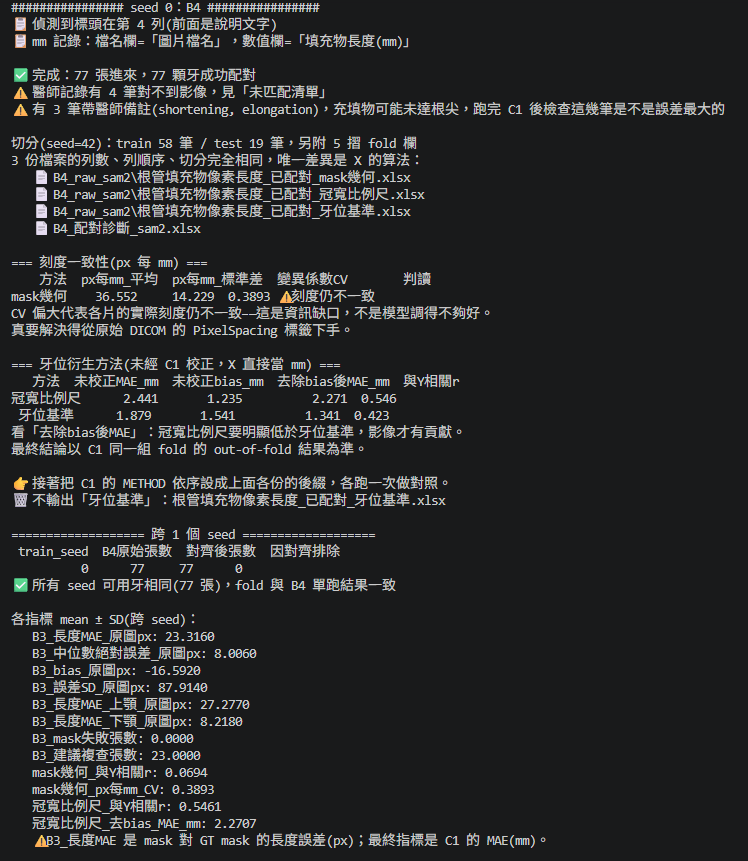 ################ seed 0：B4 ################
📋 偵測到標頭在第 4 列(前面是說明文字)
📋 mm 記錄：檔名欄=「圖片檔名」，數值欄=「填充物長度(mm)」
✅ 完成：77 張進來，77 顆牙成功配對
⚠️ 醫師記錄有 4 筆對不到影像，見「未匹配清單」
⚠️ 有 3 筆帶醫師備註(shortening, elongation)，充填物可能未達根尖，跑完 C1 後檢查這幾筆是不是誤差最大的
切分(seed=42)：train 58 筆 / test 19 筆，另附 5 摺 fold 欄
3 份檔案的列數、列順序、切分完全相同，唯一差異是 X 的算法：
📄 B4_raw_sam2\根管填充物像素長度_已配對_mask幾何.xlsx
📄 B4_raw_sam2\根管填充物像素長度_已配對_冠寬比例尺.xlsx
📄 B4_raw_sam2\根管填充物像素長度_已配對_牙位基準.xlsx
📄 B4_配對診斷_sam2.xlsx
=== 刻度一致性(px 每 mm) ===
方法 px每mm_平均 px每mm_標準差 變異係數CV 判讀
mask幾何 36.552 14.229 0.3893 ⚠️刻度仍不一致
CV 偏大代表各片的實際刻度仍不一致——這是資訊缺口，不是模型調得不夠好。
真要解決得從原始 DICOM 的 PixelSpacing 標籤下手。
=== 牙位衍生方法(未經 C1 校正，X 直接當 mm) ===
方法 未校正MAE_mm 未校正bias_mm 去除bias後MAE_mm 與Y相關r
冠寬比例尺 2.441 1.235 2.271 0.546
牙位基準 1.879 1.541 1.341 0.423
看「去除bias後MAE」：冠寬比例尺要明顯低於牙位基準，影像才有貢獻。
最終結論以 C1 同一組 fold 的 out-of-fold 結果為準。
👉 接著把 C1 的 METHOD 依序設成上面各份的後綴，各跑一次做對照。
🗑️ 不輸出「牙位基準」：根管填充物像素長度_已配對_牙位基準.xlsx
=================== 跨 1 個 seed ===================
train_seed B4原始張數 對齊後張數 因對齊排除
0 77 77 0
✅ 所有 seed 可用牙相同(77 張)，fold 與 B4 單跑結果一致
各指標 mean ± SD(跨 seed)：
B3_長度MAE_原圖px: 23.3160
B3_中位數絕對誤差_原圖px: 8.0060
B3_bias_原圖px: -16.5920
B3_誤差SD_原圖px: 87.9140
B3_長度MAE_上顎_原圖px: 27.2770
B3_長度MAE_下顎_原圖px: 8.2180
B3_mask失敗張數: 0.0000
B3_建議複查張數: 23.0000
mask幾何_與Y相關r: 0.0694
mask幾何_px每mm_CV: 0.3893
冠寬比例尺_與Y相關r: 0.5461
冠寬比例尺_去bias_MAE_mm: 2.2707
⚠️B3_長度MAE 是 mask 對 GT mask 的長度誤差(px)；最終指標是 C1 的 MAE(mm)。